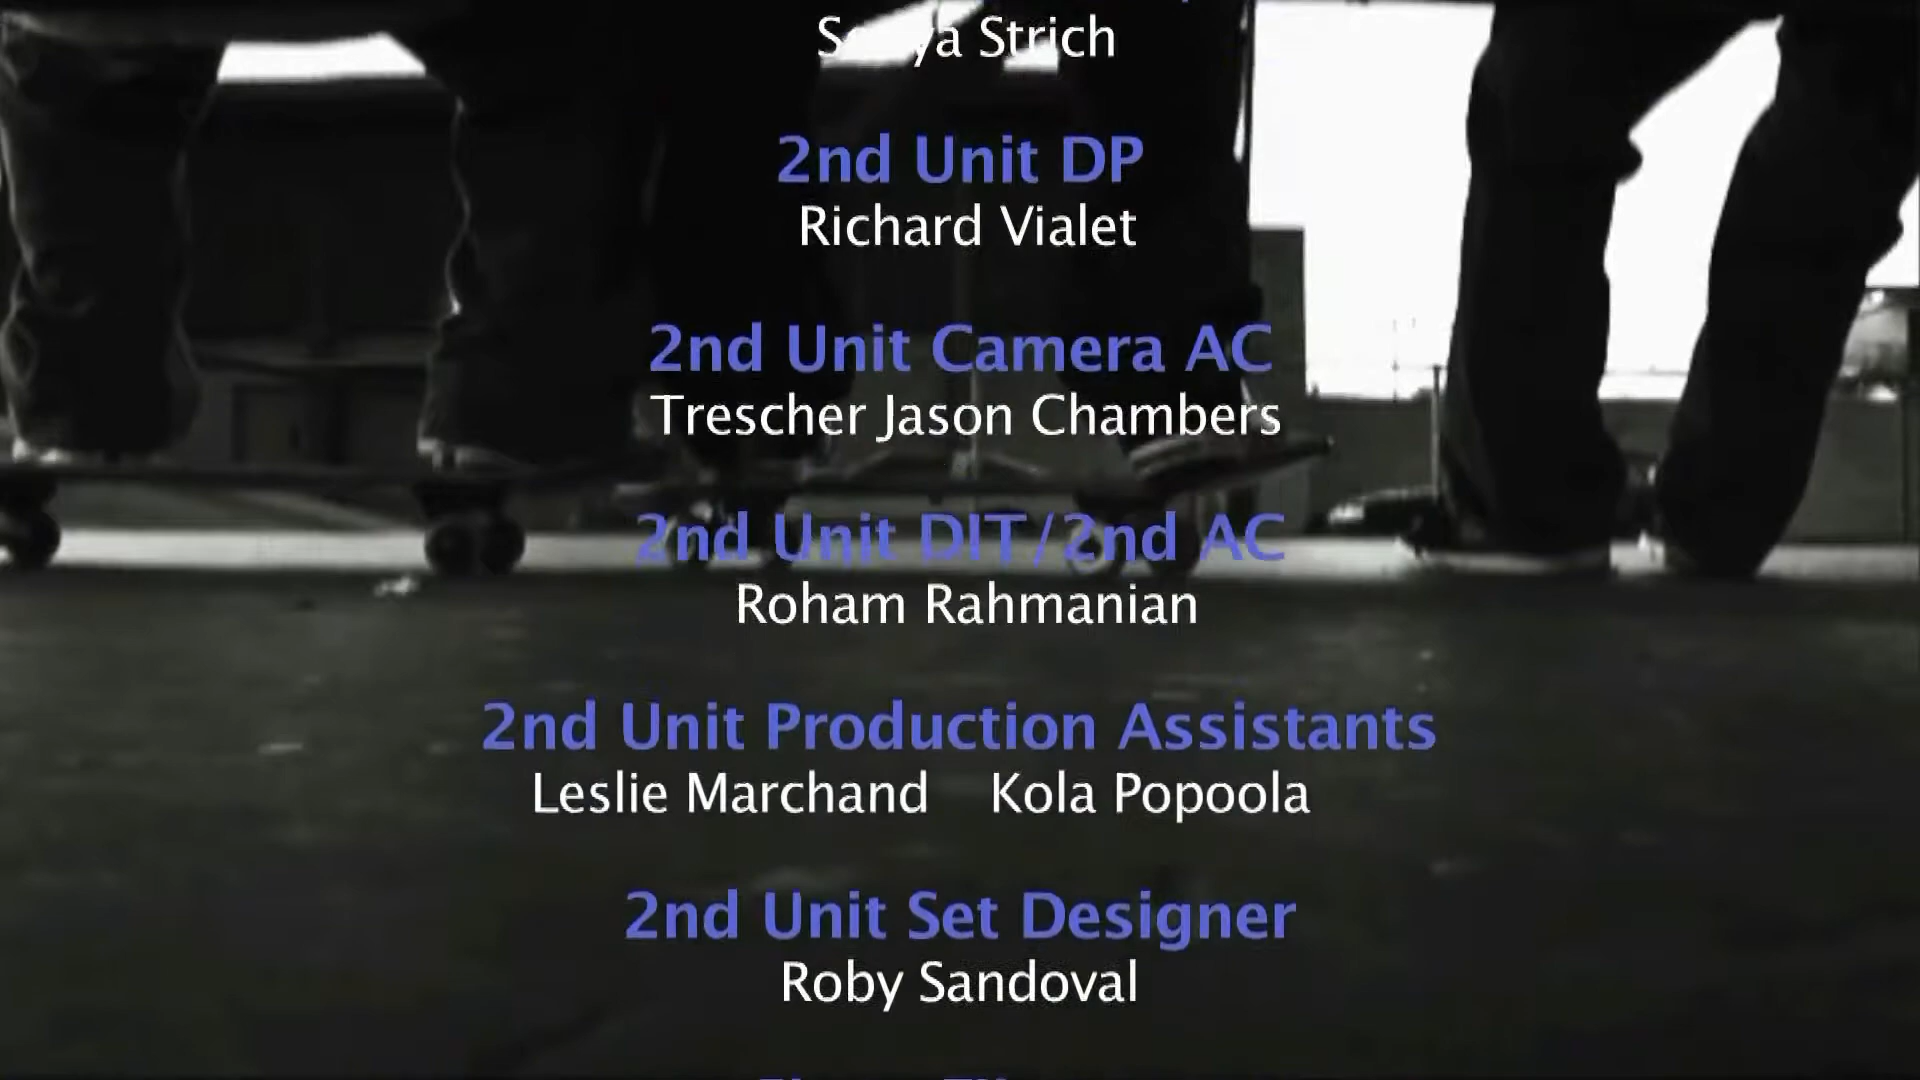 Strich
2nd Unit DP
Richard Vialet
2nd Unit Camera AC
Trescher Jason Chambers
2nd Unit DIT/2nd AC
Roham Rahmanian
2nd Unit Production Assistants
Leslie Marchand    Kola Popoola
2nd Unit Set Designer
Roby Sandoval